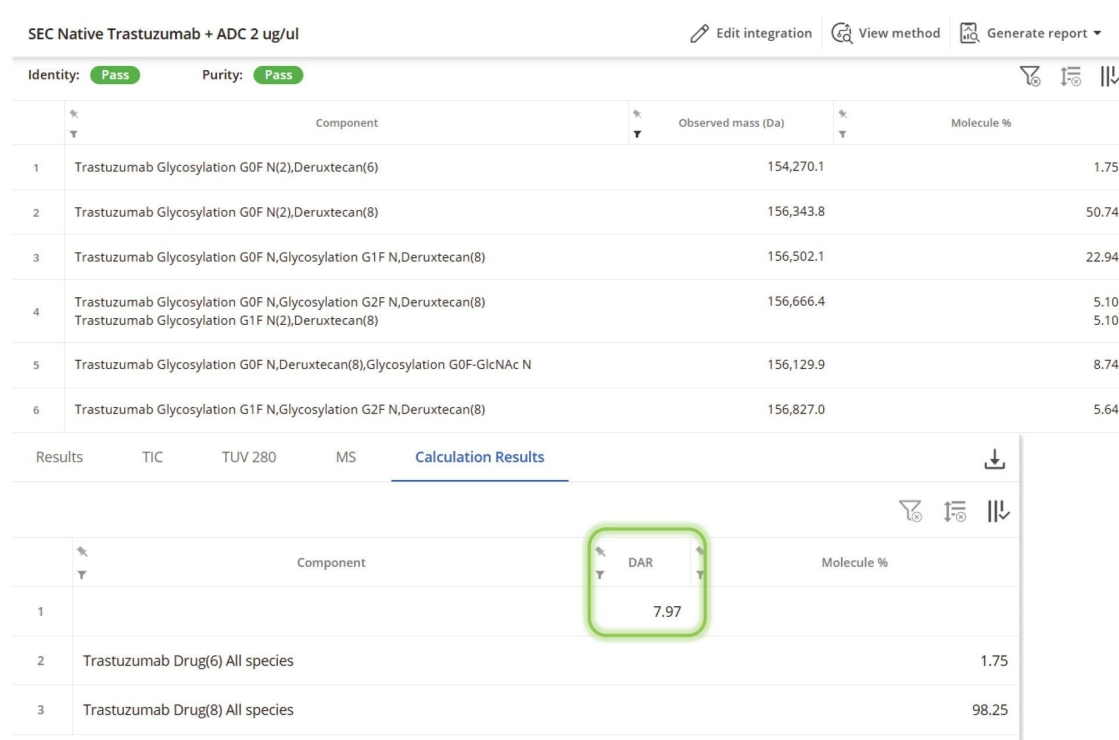 SEC Native Trastuzumab + ADC 2 ug/ul
Edit integration
View method
Generate report
Identity: Pass
Purity: Pass
Component
Observed mass (Da)
Molecule %
1 Trastuzumab Glycosylation G0F N(2),Deruxtecan(6) 154,270.1 1.75
2 Trastuzumab Glycosylation G0F N(2),Deruxtecan(8) 156,343.8 50.74
3 Trastuzumab Glycosylation G0F N,Glycosylation G1F N,Deruxtecan(8) 156,502.1 22.94
4 Trastuzumab Glycosylation G0F N,Glycosylation G2F N,Deruxtecan(8) 156,666.4 5.10
Trastuzumab Glycosylation G1F N(2),Deruxtecan(8) 5.10
5 Trastuzumab Glycosylation G0F N,Deruxtecan(8),Glycosylation G0F-GlcNAc N 156,129.9 8.74
6 Trastuzumab Glycosylation G1F N,Glycosylation G2F N,Deruxtecan(8) 156,827.0 5.64
Results
TIC
TUV 280
MS
Calculation Results
Component
DAR
Molecule %
1 7.97
2 Trastuzumab Drug(6) All species 1.75
3 Trastuzumab Drug(8) All species 98.25